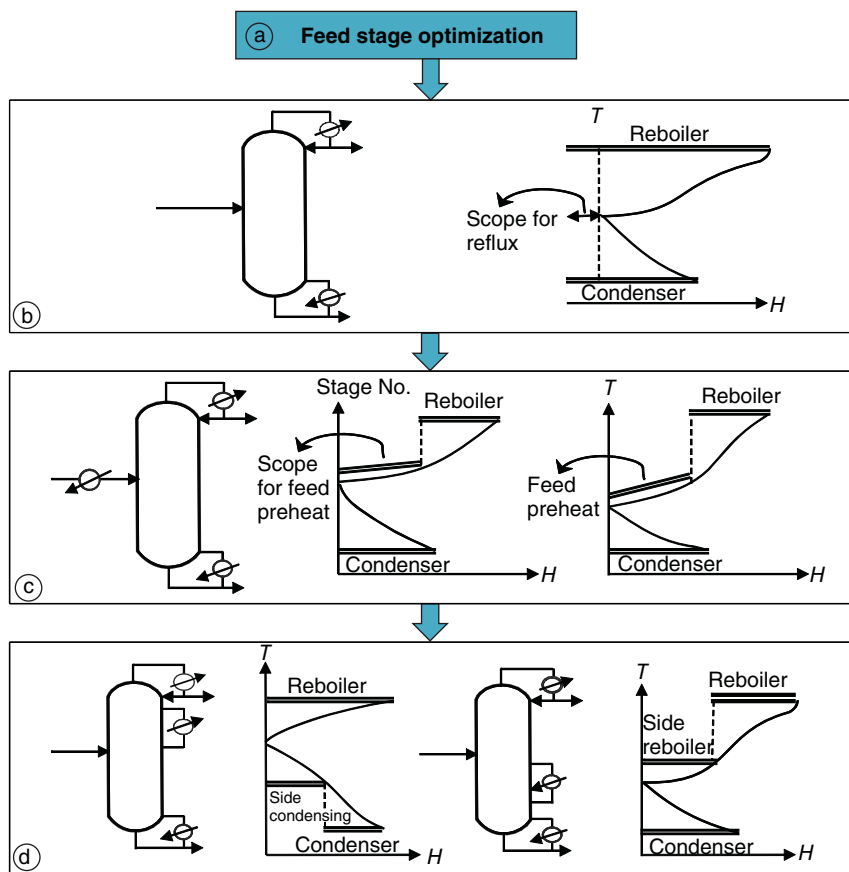 a Feed stage optimization
T
Reboiler
Scope for
reflux
Condenser
H
b
Stage No.
Reboiler
Scope
for feed
preheat
Condenser
H
T
Reboiler
Feed
preheat
Condenser
H
c
T
Reboiler
Side
condensing
Condenser
H
T
Reboiler
Side
reboiler
Condenser
H
d